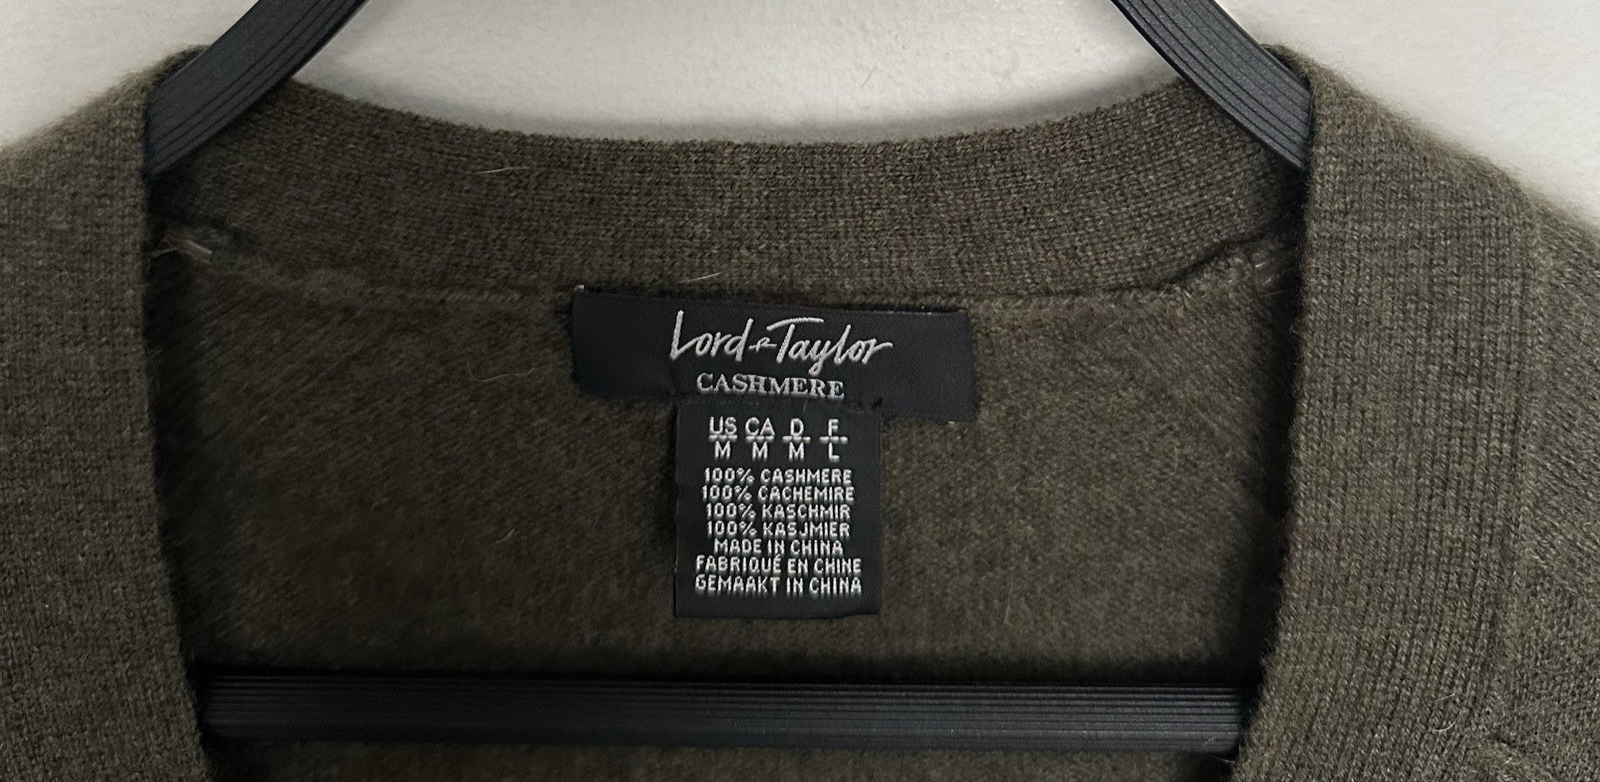 Lord & Taylor
CASHMERE
US CA D F
M M M L
100% CASHMERE
100% CACHEMIRE
100% KASCHMIR
100% KASJMIER
MADE IN CHINA
FABRIQUÉ EN CHINE
GEMAAKT IN CHINA